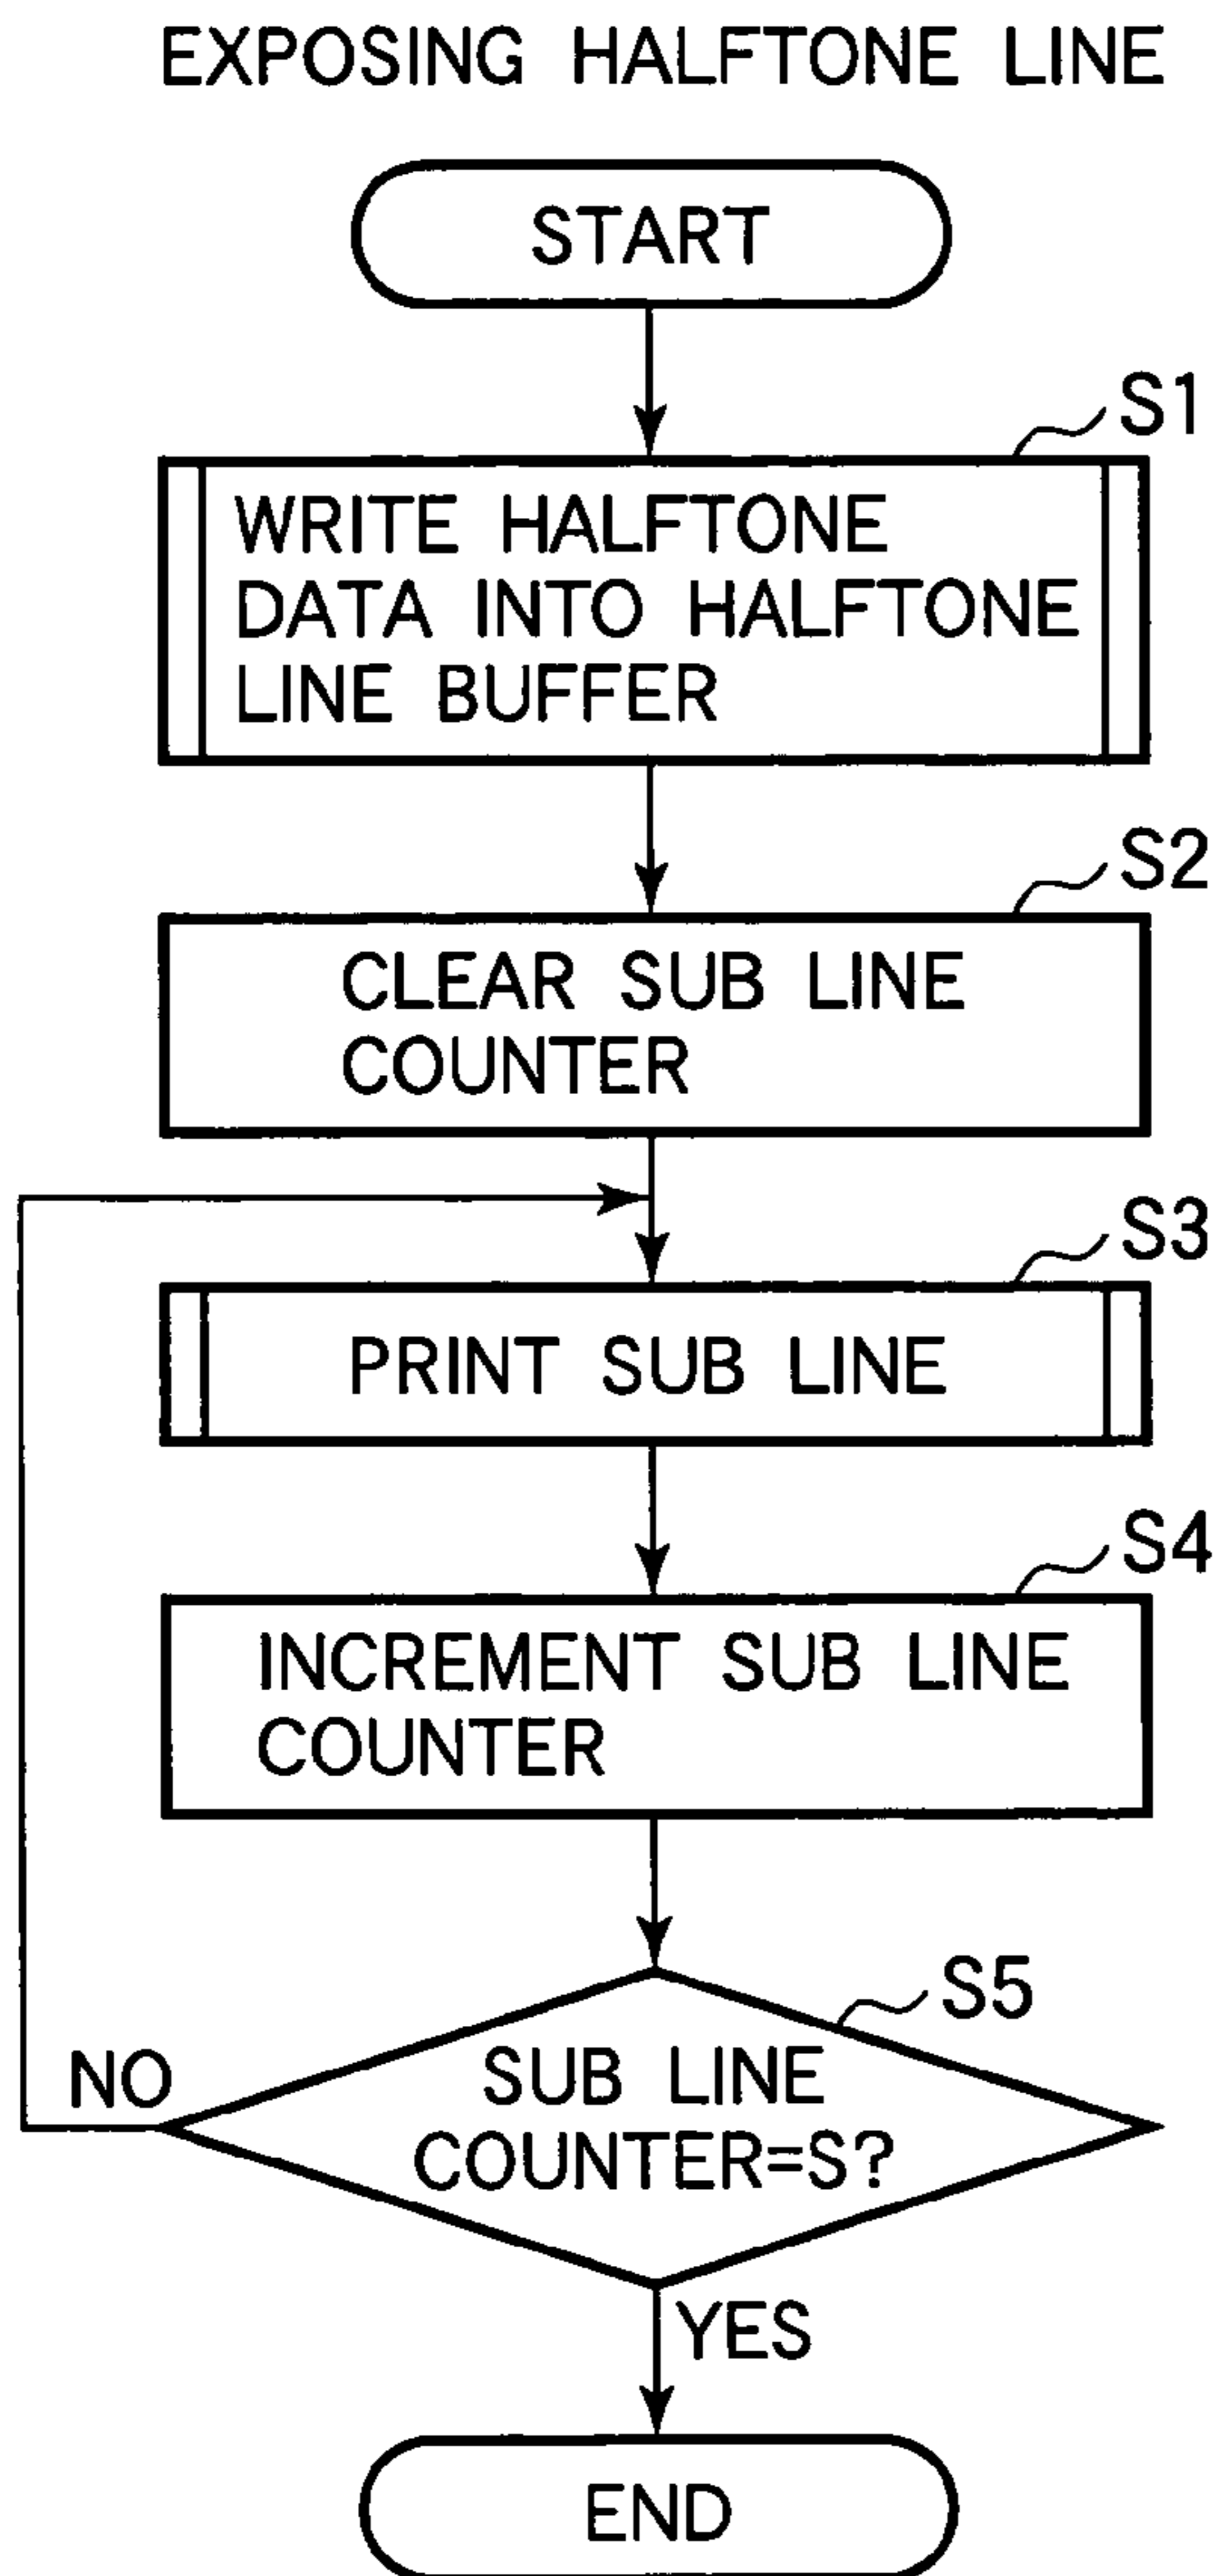 EXPOSING HALFTONE LINE
START
S1
WRITE HALFTONE
DATA INTO HALFTONE
LINE BUFFER
S2
CLEAR SUB LINE
COUNTER
S3
PRINT SUB LINE
S4
INCREMENT SUB LINE
COUNTER
S5
NO
SUB LINE
COUNTER=S?
YES
END